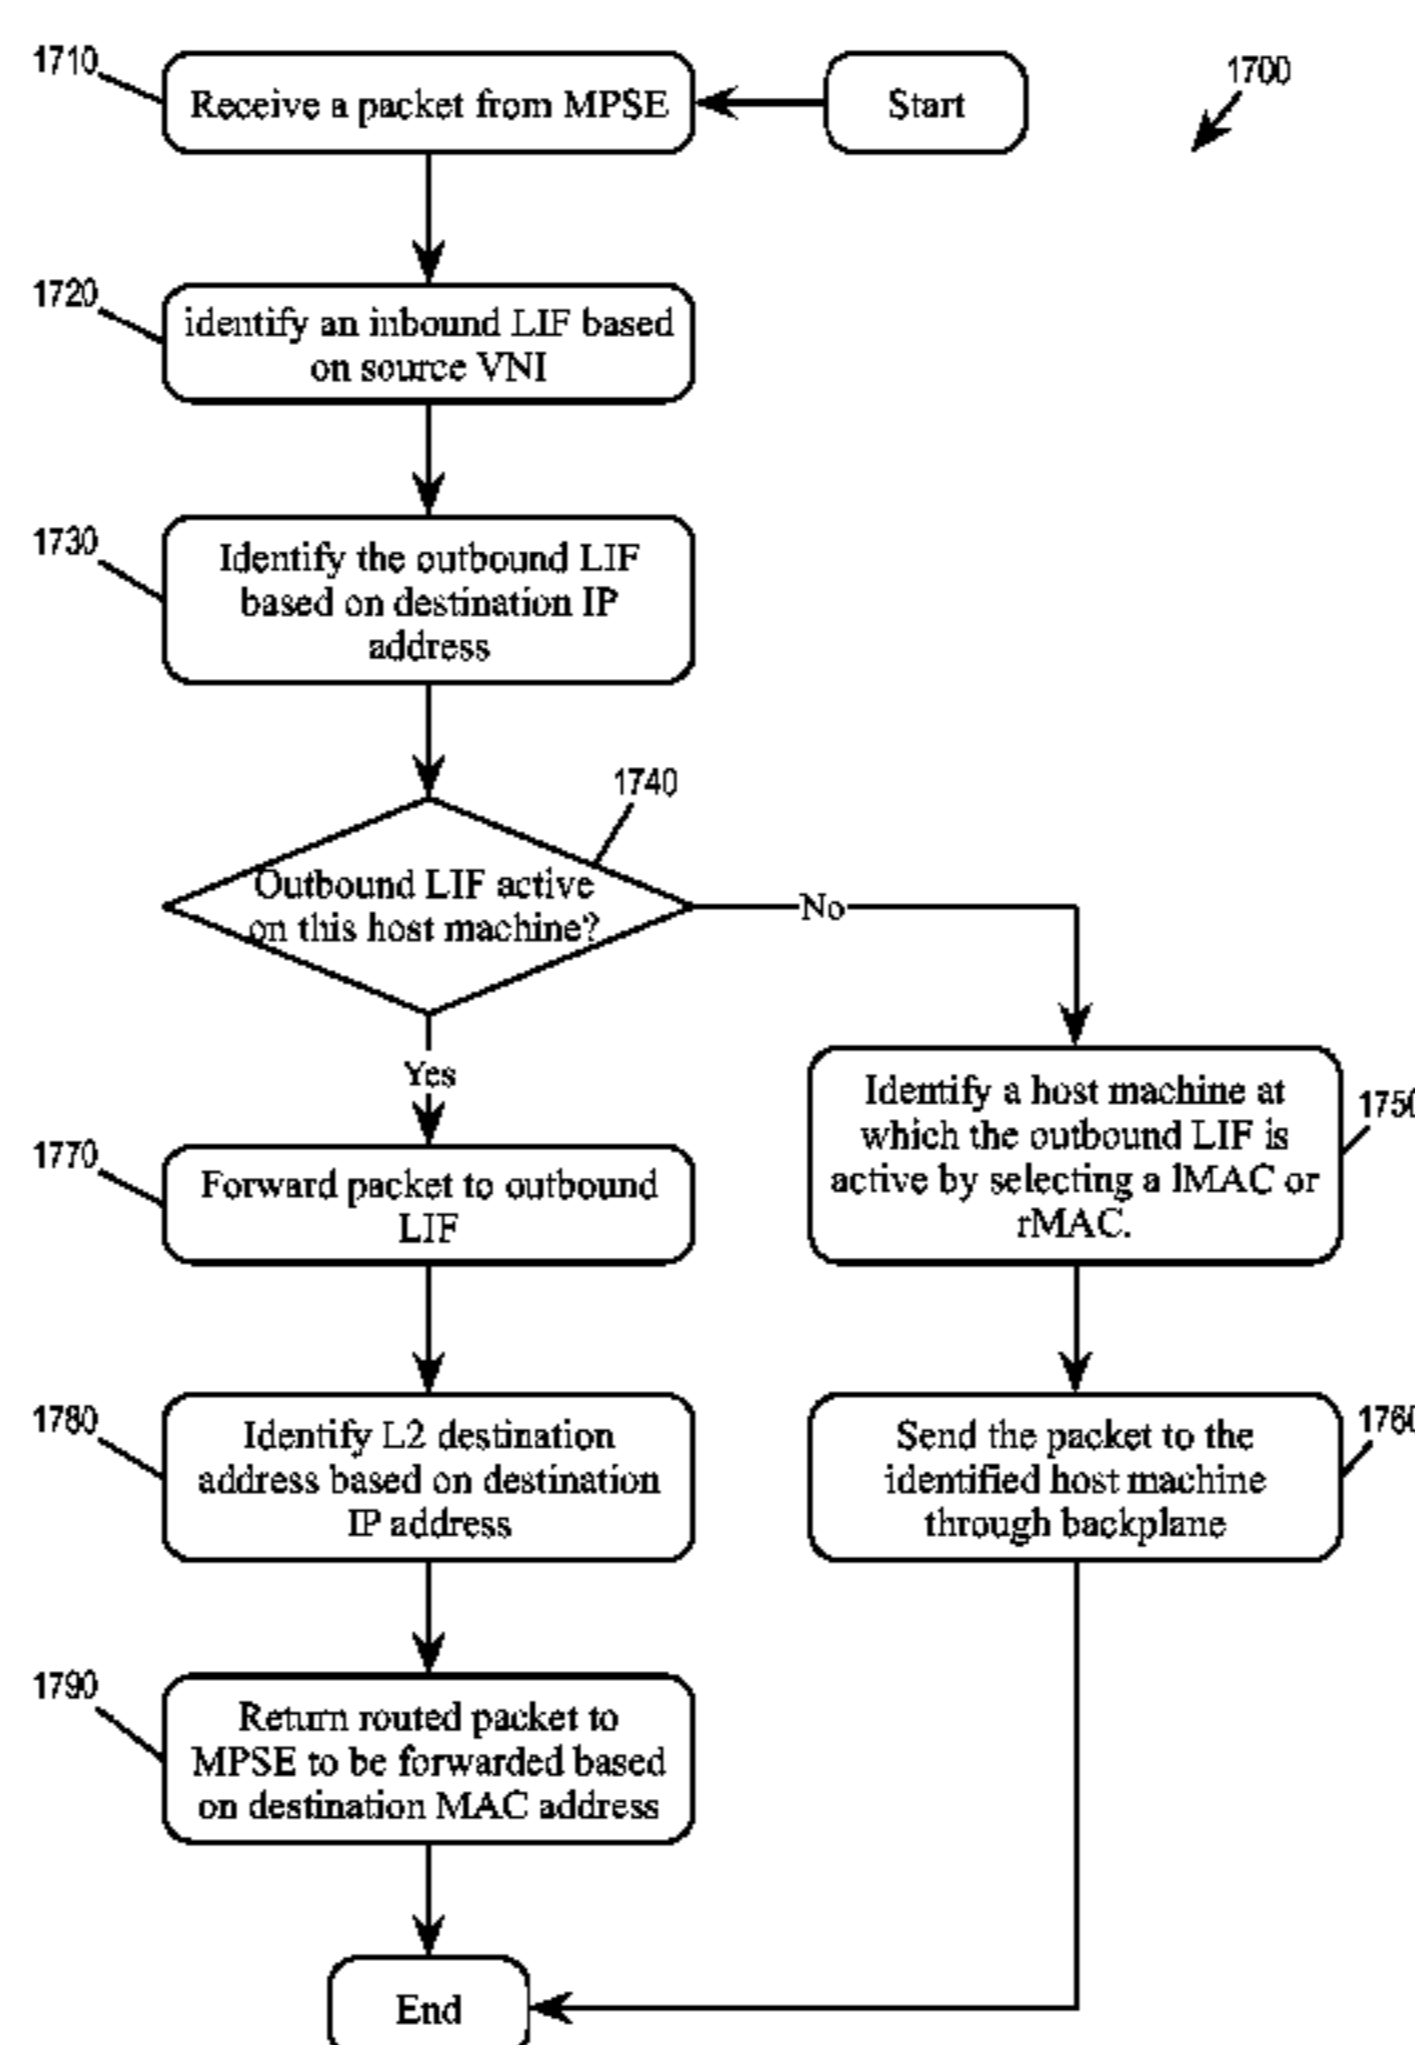 1710
Receive a packet from MPSE
Start
1700
1720
identify an inbound LIF based
on source VNI
1730
Identify the outbound LIF
based on destination IP
address
1740
Outbound LIF active
on this host machine?
No
Yes
1750
Identify a host machine at
which the outbound LIF is
active by selecting a lMAC or
rMAC.
1770
Forward packet to outbound
LIF
1780
Identify L2 destination
address based on destination
IP address
1760
Send the packet to the
identified host machine
through backplane
1790
Return routed packet to
MPSE to be forwarded based
on destination MAC address
End